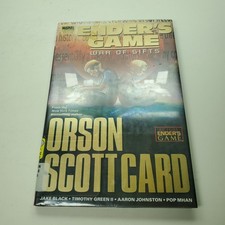 ENDER'S
GAME
WAR OF GIFTS
ORSON
SCOTT CARD
ENDER'S
GAME
JAKE BLACK • TIMOTHY GREEN II • AARON JOHNSTON • POP MHAN